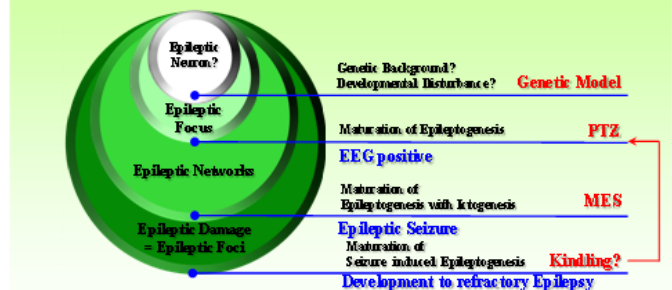 Epileptic
Neuron?
Genetic Background?
Developmental Disturbance?
Genetic Model
Epileptic
Focus
Maturation of Epileptogenesis
PTZ
EEG positive
Epileptic Networks
Maturation of
Epileptogenesis with Ictogenesis
MES
Epileptic Seizure
Epileptic Damage
= Epileptic Foci
Maturation of
Seizure induced Epileptogenesis
Kindling?
Development to refractory Epilepsy